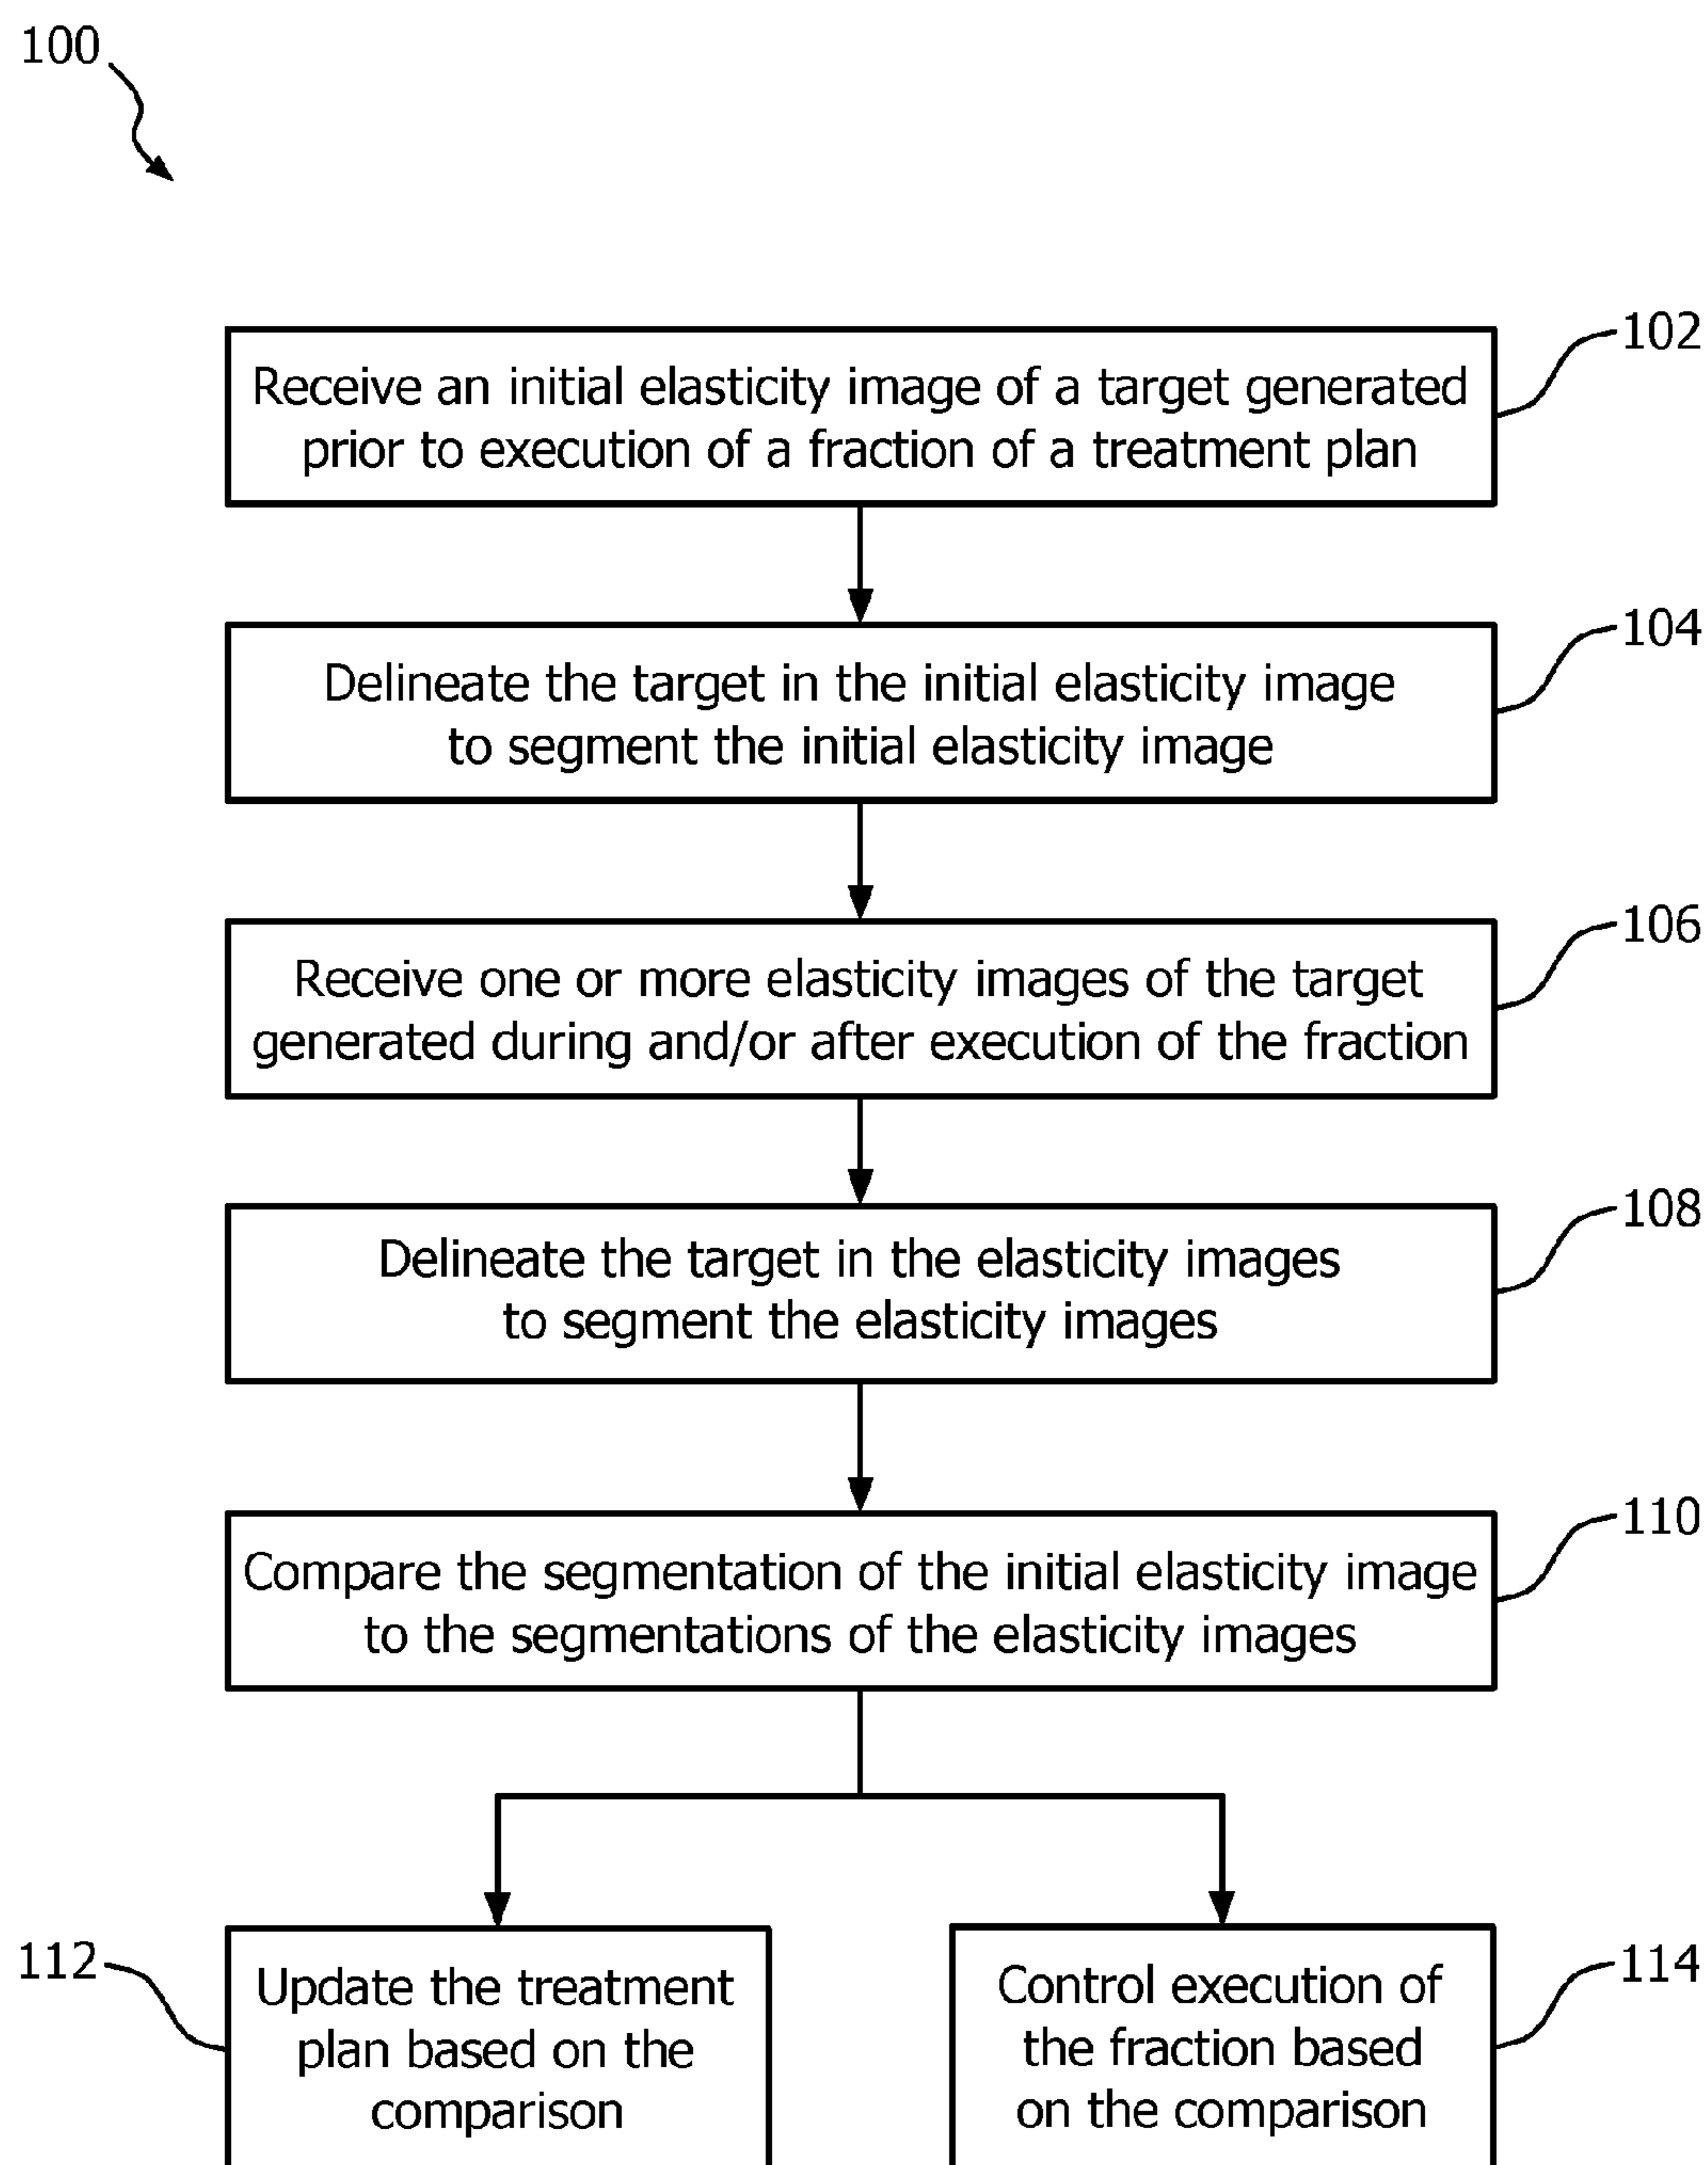 100
102
Receive an initial elasticity image of a target generated
prior to execution of a fraction of a treatment plan
104
Delineate the target in the initial elasticity image
to segment the initial elasticity image
106
Receive one or more elasticity images of the target
generated during and/or after execution of the fraction
108
Delineate the target in the elasticity images
to segment the elasticity images
110
Compare the segmentation of the initial elasticity image
to the segmentations of the elasticity images
112
Update the treatment
plan based on the
comparison
114
Control execution of
the fraction based
on the comparison